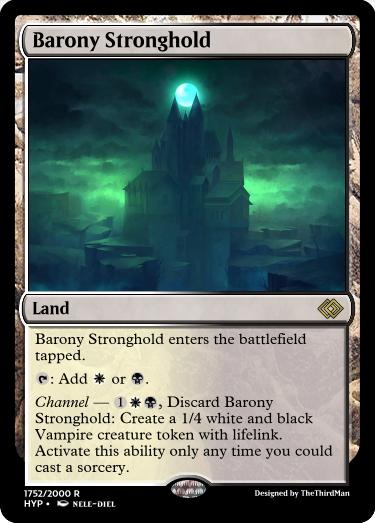 Barony Stronghold
Land
Barony Stronghold enters the battlefield
tapped.
: Add or .
Channel — 1, Discard Barony
Stronghold: Create a 1/4 white and black
Vampire creature token with lifelink.
Activate this ability only any time you could
cast a sorcery.
1752/2000 R
HYP • NELE-DIEL
Designed by TheThirdMan